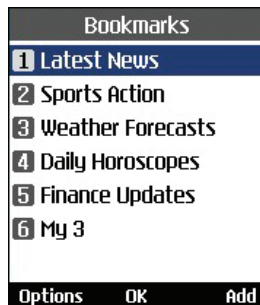 Bookmarks
1 Latest News
2 Sports Action
3 Weather Forecasts
4 Daily Horoscopes
5 Finance Updates
6 My 3
Options OK Add